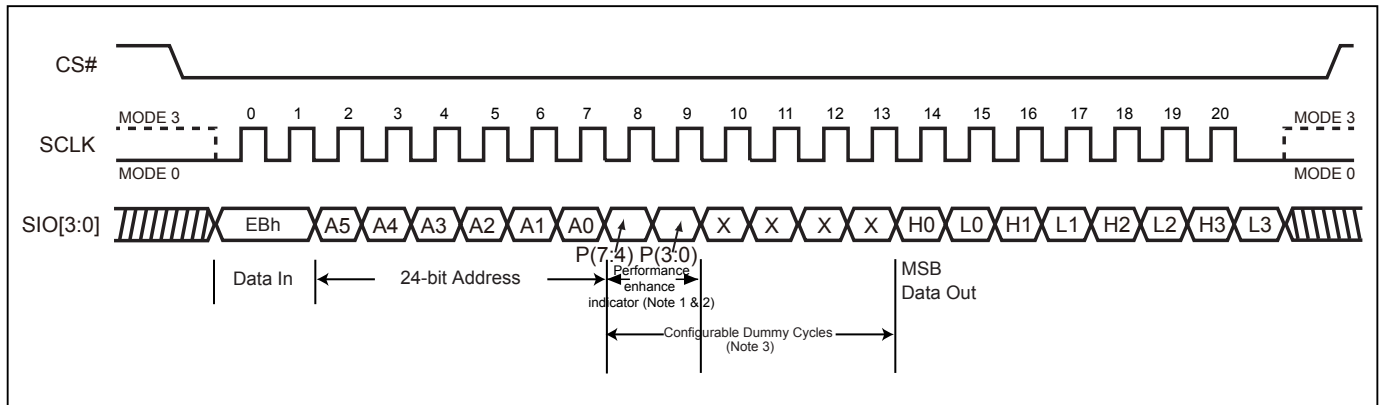 CS#
MODE 3 0 1 2 3 4 5 6 7 8 9 10 11 12 13 14 15 16 17 18 19 20 MODE 3
SCLK
MODE 0 MODE 0
SIO[3:0] EBh A5 A4 A3 A2 A1 A0 X X X X H0 L0 H1 L1 H2 L2 H3 L3
P(7:4) P(3:0)
Data In 24-bit Address Performance enhance indicator (Note 1 & 2) MSB Data Out
Configurable Dummy Cycles
(Note 3)